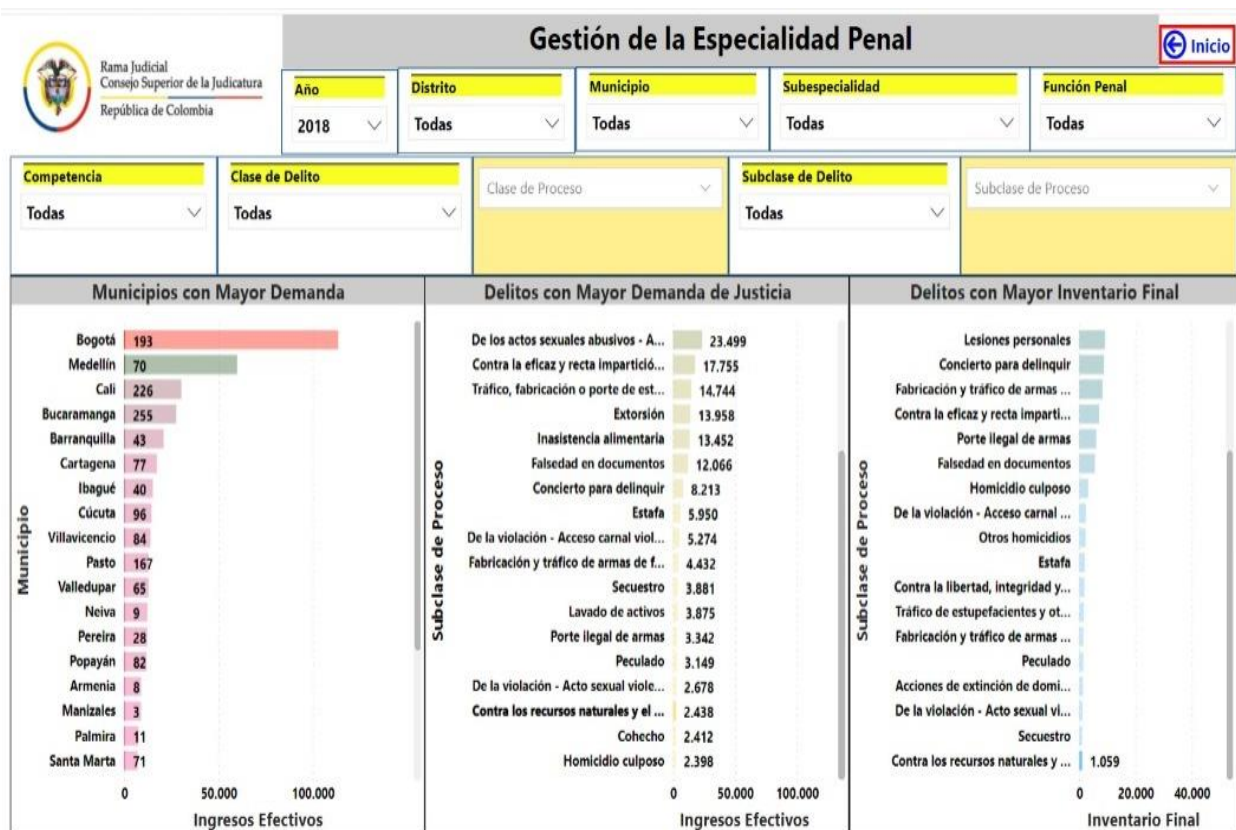 Gestión de la Especialidad Penal
Inicio
Rama Judicial
Consejo Superior de la Judicatura
República de Colombia
Año
2018
Distrito
Todas
Municipio
Todas
Subespecialidad
Todas
Función Penal
Todas
Competencia
Todas
Clase de Delito
Todas
Clase de Proceso
Subclase de Delito
Todas
Subclase de Proceso
Municipios con Mayor Demanda
Municipio
Bogotá 193
Medellín 70
Cali 226
Bucaramanga 255
Barranquilla 43
Cartagena 77
Ibagué 40
Cúcuta 96
Villavicencio 84
Pasto 167
Valledupar 65
Neiva 9
Pereira 28
Popayán 82
Armenia 8
Manizales 3
Palmira 11
Santa Marta 71
0 50.000 100.000
Ingresos Efectivos
Delitos con Mayor Demanda de Justicia
Subclase de Proceso
De los actos sexuales abusivos - A... 23.499
Contra la eficaz y recta impartició... 17.755
Tráfico, fabricación o porte de est... 14.744
Extorsión 13.958
Inasistencia alimentaria 13.452
Falsedad en documentos 12.066
Concierto para delinquir 8.213
Estafa 5.950
De la violación - Acceso carnal viol... 5.274
Fabricación y tráfico de armas de f... 4.432
Secuestro 3.881
Lavado de activos 3.875
Porte ilegal de armas 3.342
Peculado 3.149
De la violación - Acto sexual viole... 2.678
Contra los recursos naturales y el ... 2.438
Cohecho 2.412
Homicidio culposo 2.398
0 50.000 100.000
Ingresos Efectivos
Delitos con Mayor Inventario Final
Subclase de Proceso
Lesiones personales
Concierto para delinquir
Fabricación y tráfico de armas ...
Contra la eficaz y recta imparti...
Porte ilegal de armas
Falsedad en documentos
Homicidio culposo
De la violación - Acceso carnal ...
Otros homicidios
Estafa
Contra la libertad, integridad y...
Tráfico de estupefacientes y ot...
Fabricación y tráfico de armas ...
Peculado
Acciones de extinción de domi...
De la violación - Acto sexual vi...
Secuestro
Contra los recursos naturales y ... 1.059
0 20.000 40.000
Inventario Final